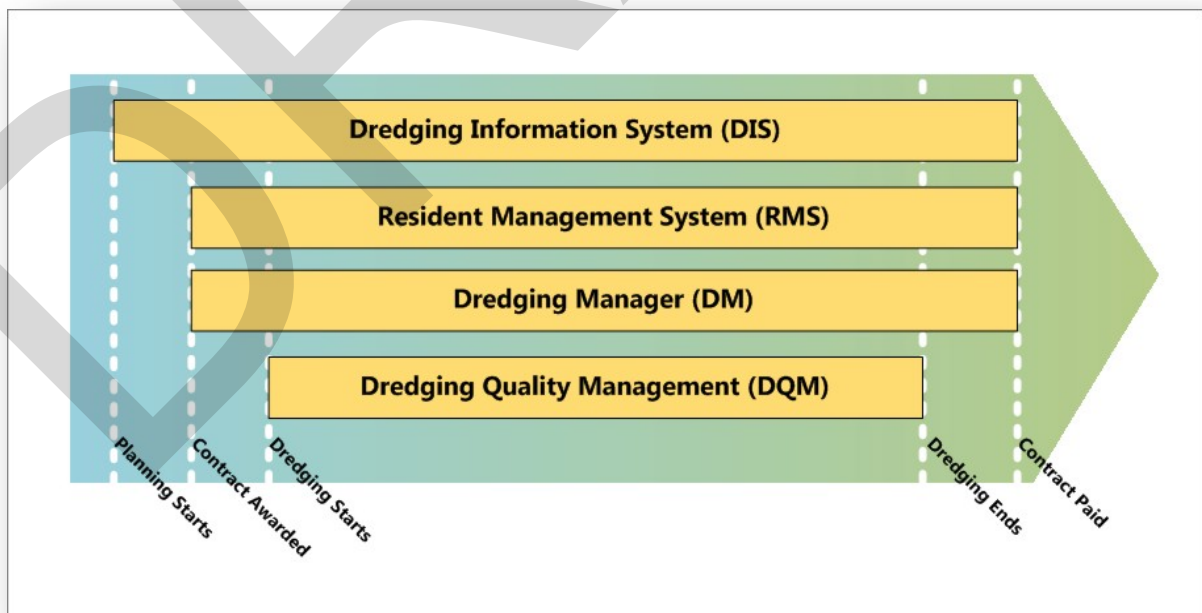 Dredging Information System (DIS)
Resident Management System (RMS)
Dredging Manager (DM)
Dredging Quality Management (DQM)
Planning Starts
Contract Awarded
Dredging Starts
Dredging Ends
Contract Paid